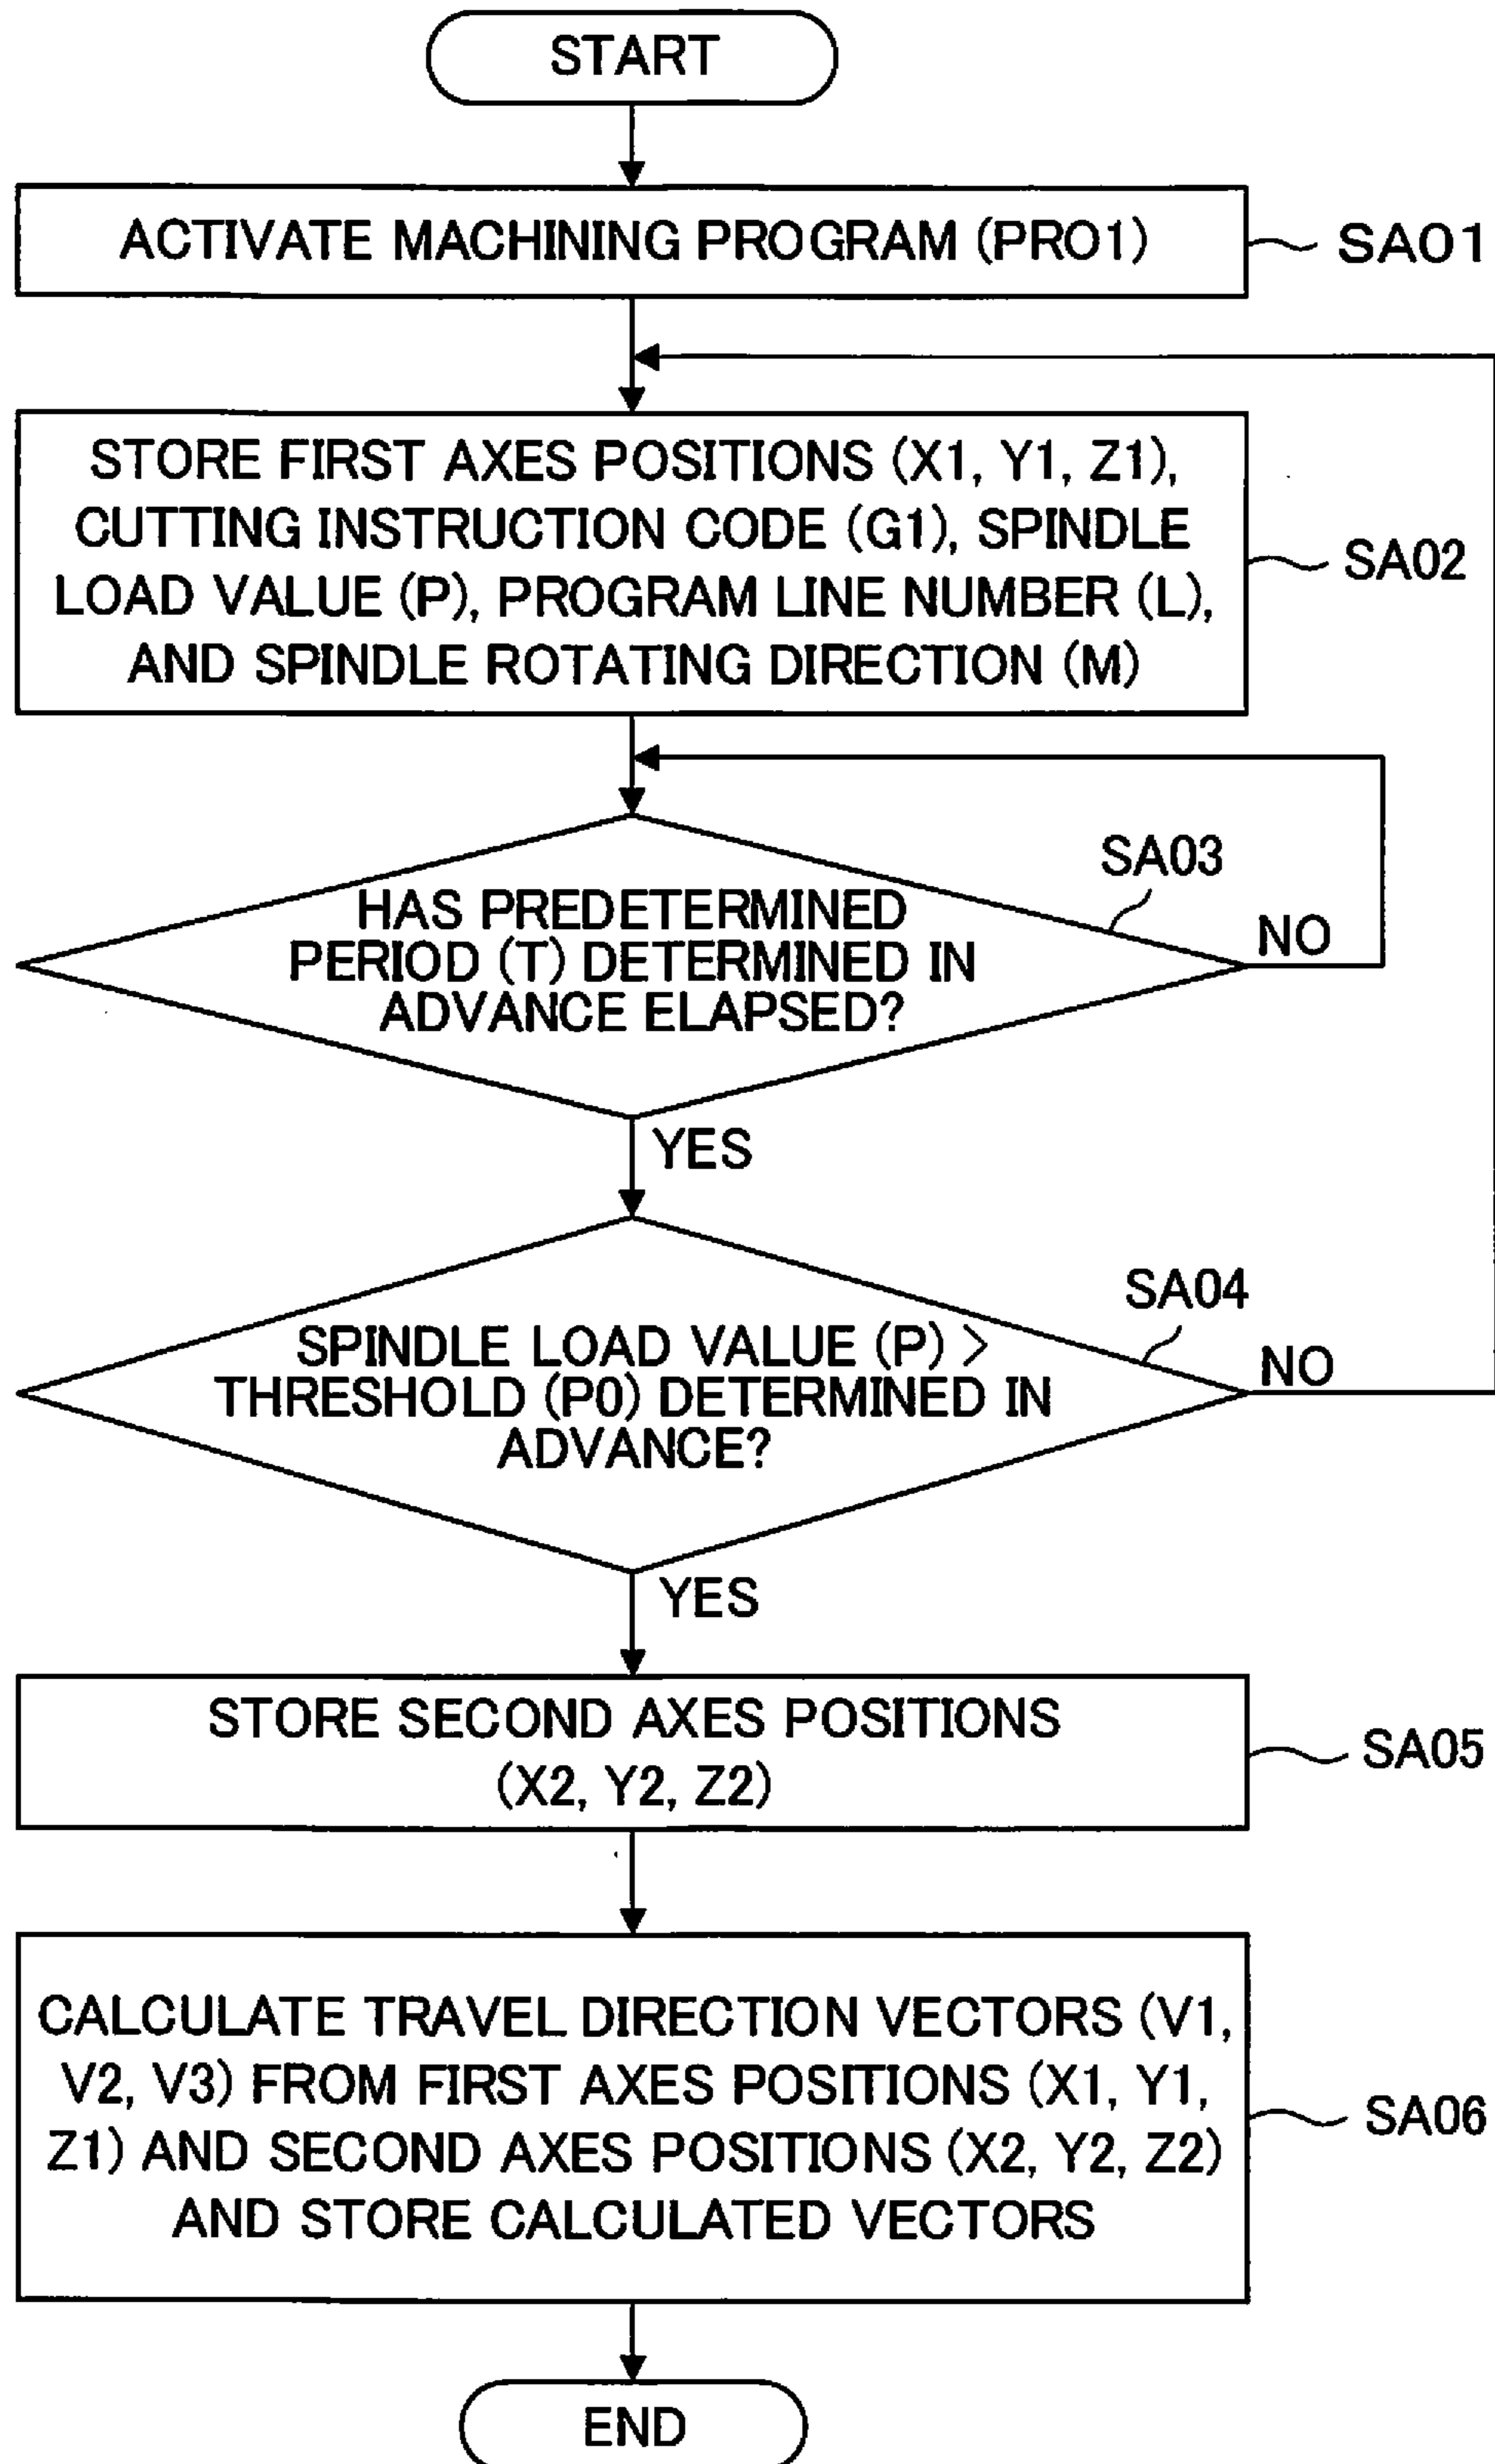 START
ACTIVATE MACHINING PROGRAM (PRO1)
SA01
STORE FIRST AXES POSITIONS (X1, Y1, Z1),
CUTTING INSTRUCTION CODE (G1), SPINDLE
LOAD VALUE (P), PROGRAM LINE NUMBER (L),
AND SPINDLE ROTATING DIRECTION (M)
SA02
SA03
HAS PREDETERMINED
PERIOD (T) DETERMINED IN
ADVANCE ELAPSED?
NO
YES
SA04
SPINDLE LOAD VALUE (P) >
THRESHOLD (P0) DETERMINED IN
ADVANCE?
NO
YES
STORE SECOND AXES POSITIONS
(X2, Y2, Z2)
SA05
CALCULATE TRAVEL DIRECTION VECTORS (V1,
V2, V3) FROM FIRST AXES POSITIONS (X1, Y1,
Z1) AND SECOND AXES POSITIONS (X2, Y2, Z2)
AND STORE CALCULATED VECTORS
SA06
END